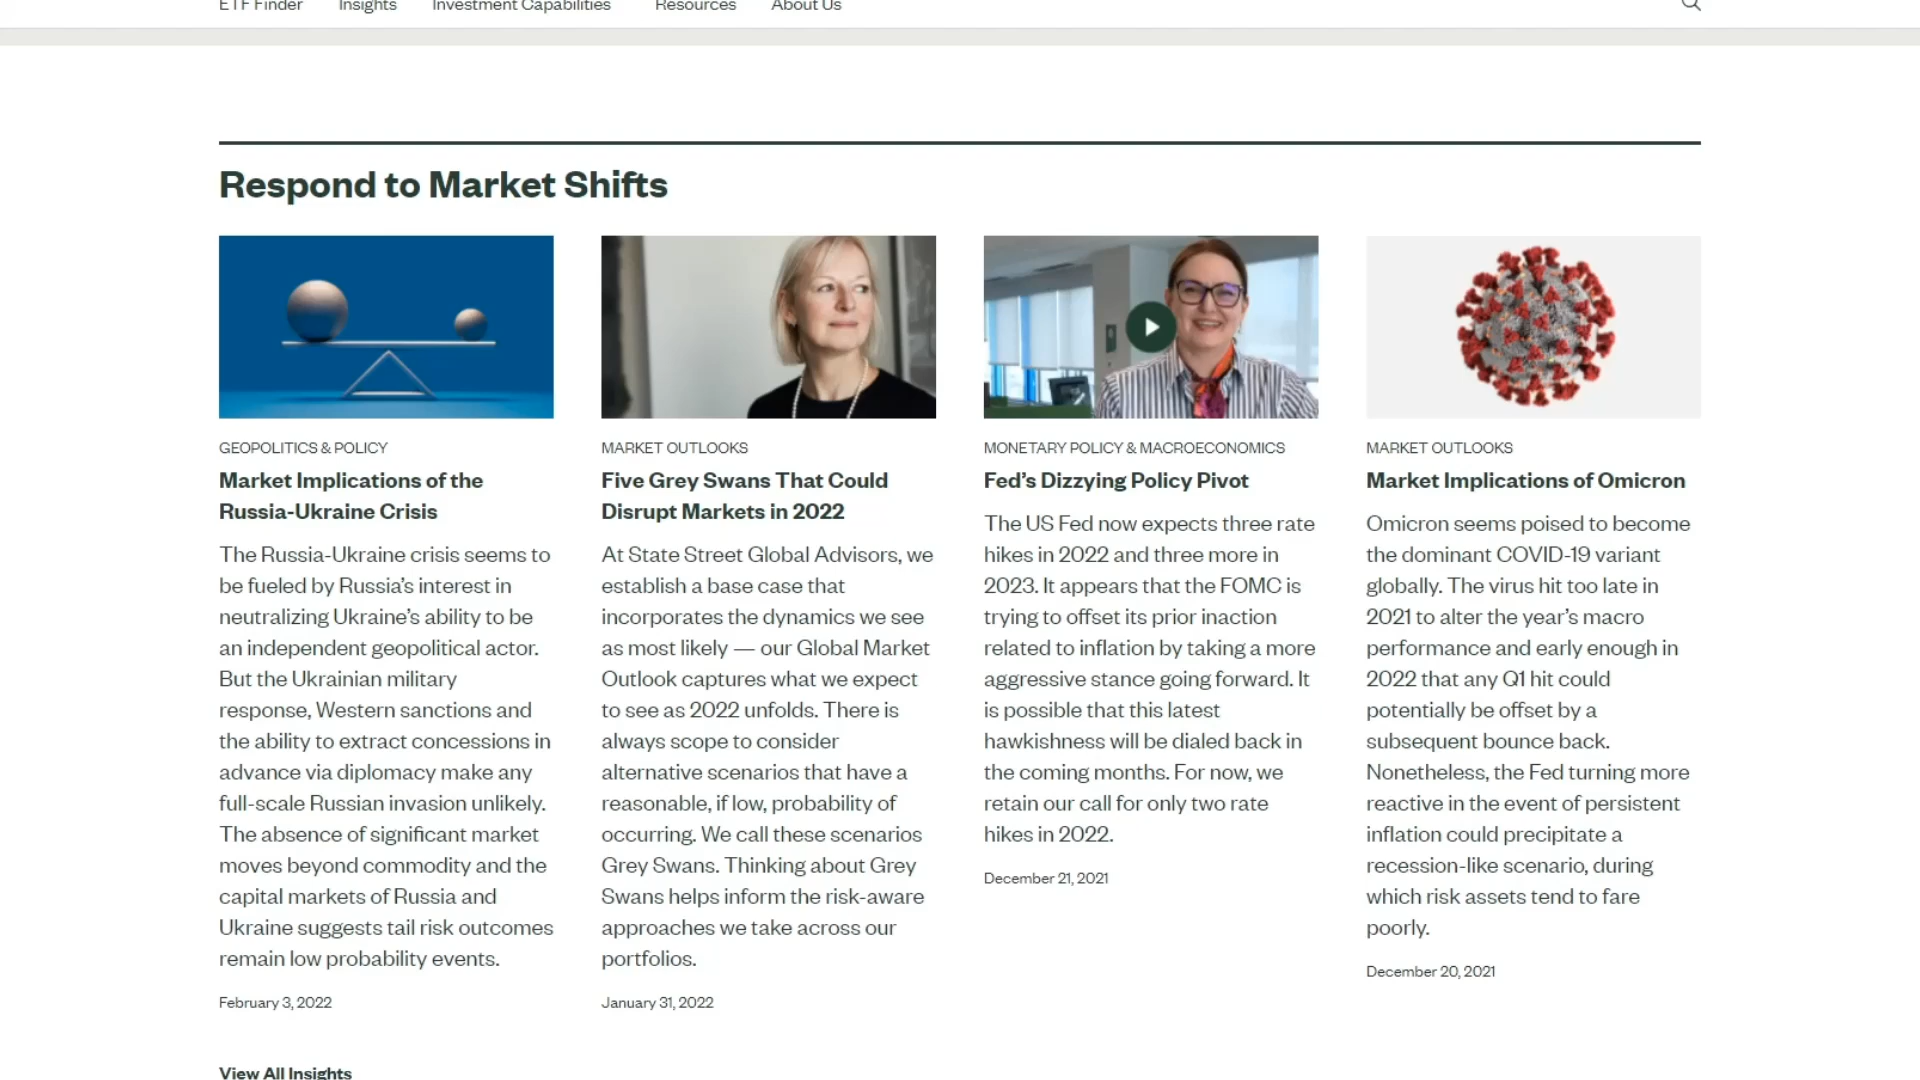 ETF Finder
Insights
Investment Capabilities
Resources
About Us
Respond to Market Shifts
GEOPOLITICS & POLICY
Market Implications of the
Russia-Ukraine Crisis
The Russia-Ukraine crisis seems to
be fueled by Russia’s interest in
neutralizing Ukraine’s ability to be
an independent geopolitical actor.
But the Ukrainian military
response, Western sanctions and
the ability to extract concessions in
advance via diplomacy make any
full-scale Russian invasion unlikely.
The absence of significant market
moves beyond commodity and the
capital markets of Russia and
Ukraine suggests tail risk outcomes
remain low probability events.
February 3, 2022
MARKET OUTLOOKS
Five Grey Swans That Could
Disrupt Markets in 2022
At State Street Global Advisors, we
establish a base case that
incorporates the dynamics we see
as most likely — our Global Market
Outlook captures what we expect
to see as 2022 unfolds. There is
always scope to consider
alternative scenarios that have a
reasonable, if low, probability of
occurring. We call these scenarios
Grey Swans. Thinking about Grey
Swans helps inform the risk-aware
approaches we take across our
portfolios.
January 31, 2022
MONETARY POLICY & MACROECONOMICS
Fed’s Dizzying Policy Pivot
The US Fed now expects three rate
hikes in 2022 and three more in
2023. It appears that the FOMC is
trying to offset its prior inaction
related to inflation by taking a more
aggressive stance going forward. It
is possible that this latest
hawkishness will be dialed back in
the coming months. For now, we
retain our call for only two rate
hikes in 2022.
December 21, 2021
MARKET OUTLOOKS
Market Implications of Omicron
Omicron seems poised to become
the dominant COVID-19 variant
globally. The virus hit too late in
2021 to alter the year’s macro
performance and early enough in
2022 that any Q1 hit could
potentially be offset by a
subsequent bounce back.
Nonetheless, the Fed turning more
reactive in the event of persistent
inflation could precipitate a
recession-like scenario, during
which risk assets tend to fare
poorly.
December 20, 2021
View All Insights